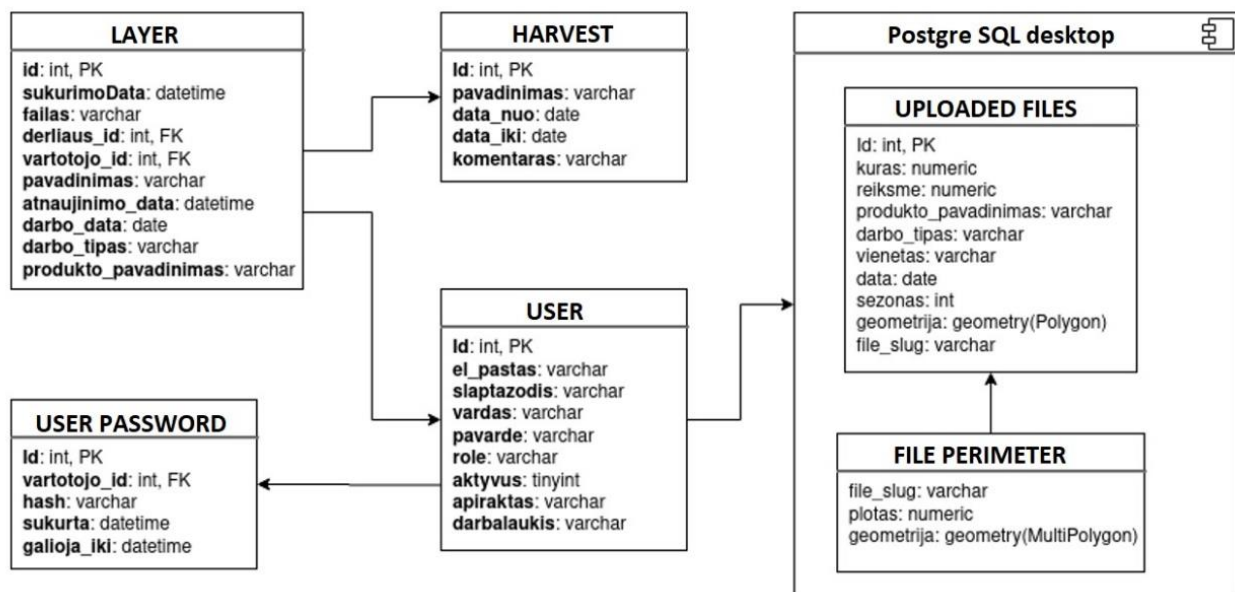 LAYER
id: int, PK
sukurimoData: datetime
failas: varchar
derliaus_id: int, FK
vartotojo_id: int, FK
pavadinimas: varchar
atnaujinimo_data: datetime
darbo_data: date
darbo_tipas: varchar
produkto_pavadinimas: varchar
HARVEST
Id: int, PK
pavadinimas: varchar
data_nuo: date
data_iki: date
komentaras: varchar
USER
Id: int, PK
el_pastas: varchar
slaptazodis: varchar
vardas: varchar
pavarde: varchar
role: varchar
aktyvus: tinyint
apiraktas: varchar
darbalaukis: varchar
USER PASSWORD
Id: int, PK
vartotojo_id: int, FK
hash: varchar
sukurta: datetime
galioja_iki: datetime
Postgre SQL desktop
UPLOADED FILES
Id: int, PK
kuras: numeric
reiksme: numeric
produkto_pavadinimas: varchar
darbo_tipas: varchar
vienetas: varchar
data: date
sezonas: int
geometrija: geometry(Polygon)
file_slug: varchar
FILE PERIMETER
file_slug: varchar
plotas: numeric
geometrija: geometry(MultiPolygon)